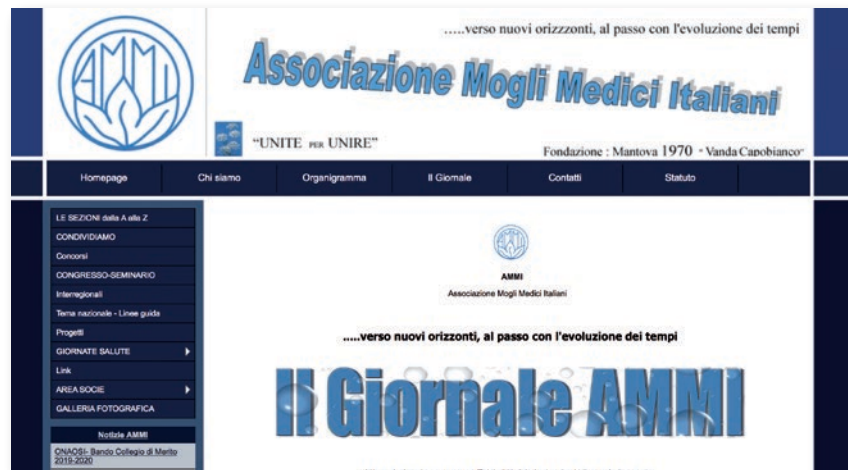 .....verso nuovi orizzzonti, al passo con l'evoluzione dei tempi
AMMI
Associazione Mogli Medici Italiani
"UNITE PER UNIRE"
Fondazione : Mantova 1970 - "Vanda Capobianco"
Homepage
Chi siamo
Organigramma
Il Giornale
Contatti
Statuto
LE SEZIONI dalla A alla Z
CONDIVIDIAMO
Concorsi
CONGRESSO-SEMINARIO
Interregionali
Tema nazionale - Linee guida
Progetti
GIORNATE SALUTE
Link
AREA SOCIE
GALLERIA FOTOGRAFICA
Notizie AMMI
ONAOSI- Bando Collegio di Merito
2019-2020
AMMI
Associazione Mogli Medici Italiani
.....verso nuovi orizzonti, al passo con l'evoluzione dei tempi
Il Giornale AMMI